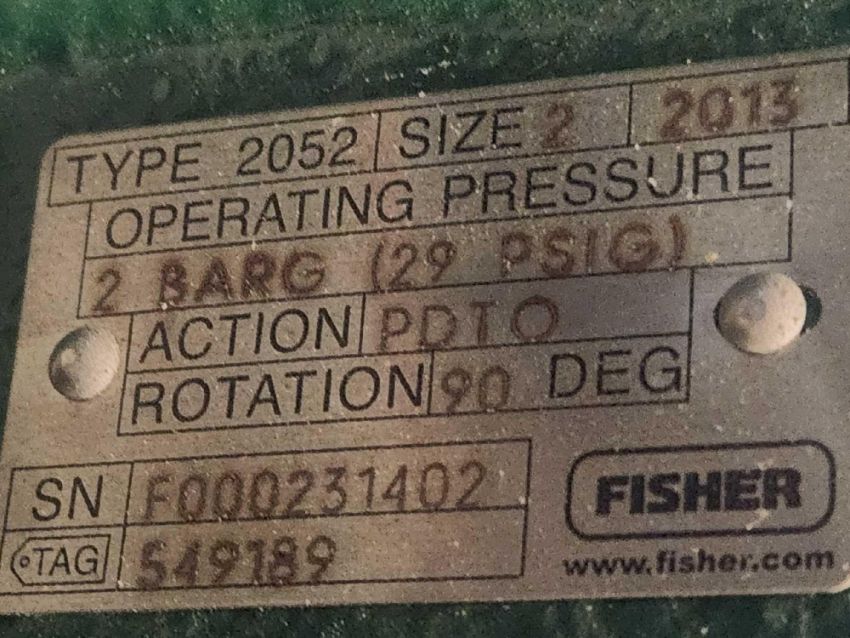 TYPE 2052 SIZE 2 2013
OPERATING PRESSURE
2 BARG (29 PSIG)
ACTION PDTO
ROTATION 90 DEG
SN F000231402
TAG 549189
FISHER
www.fisher.com